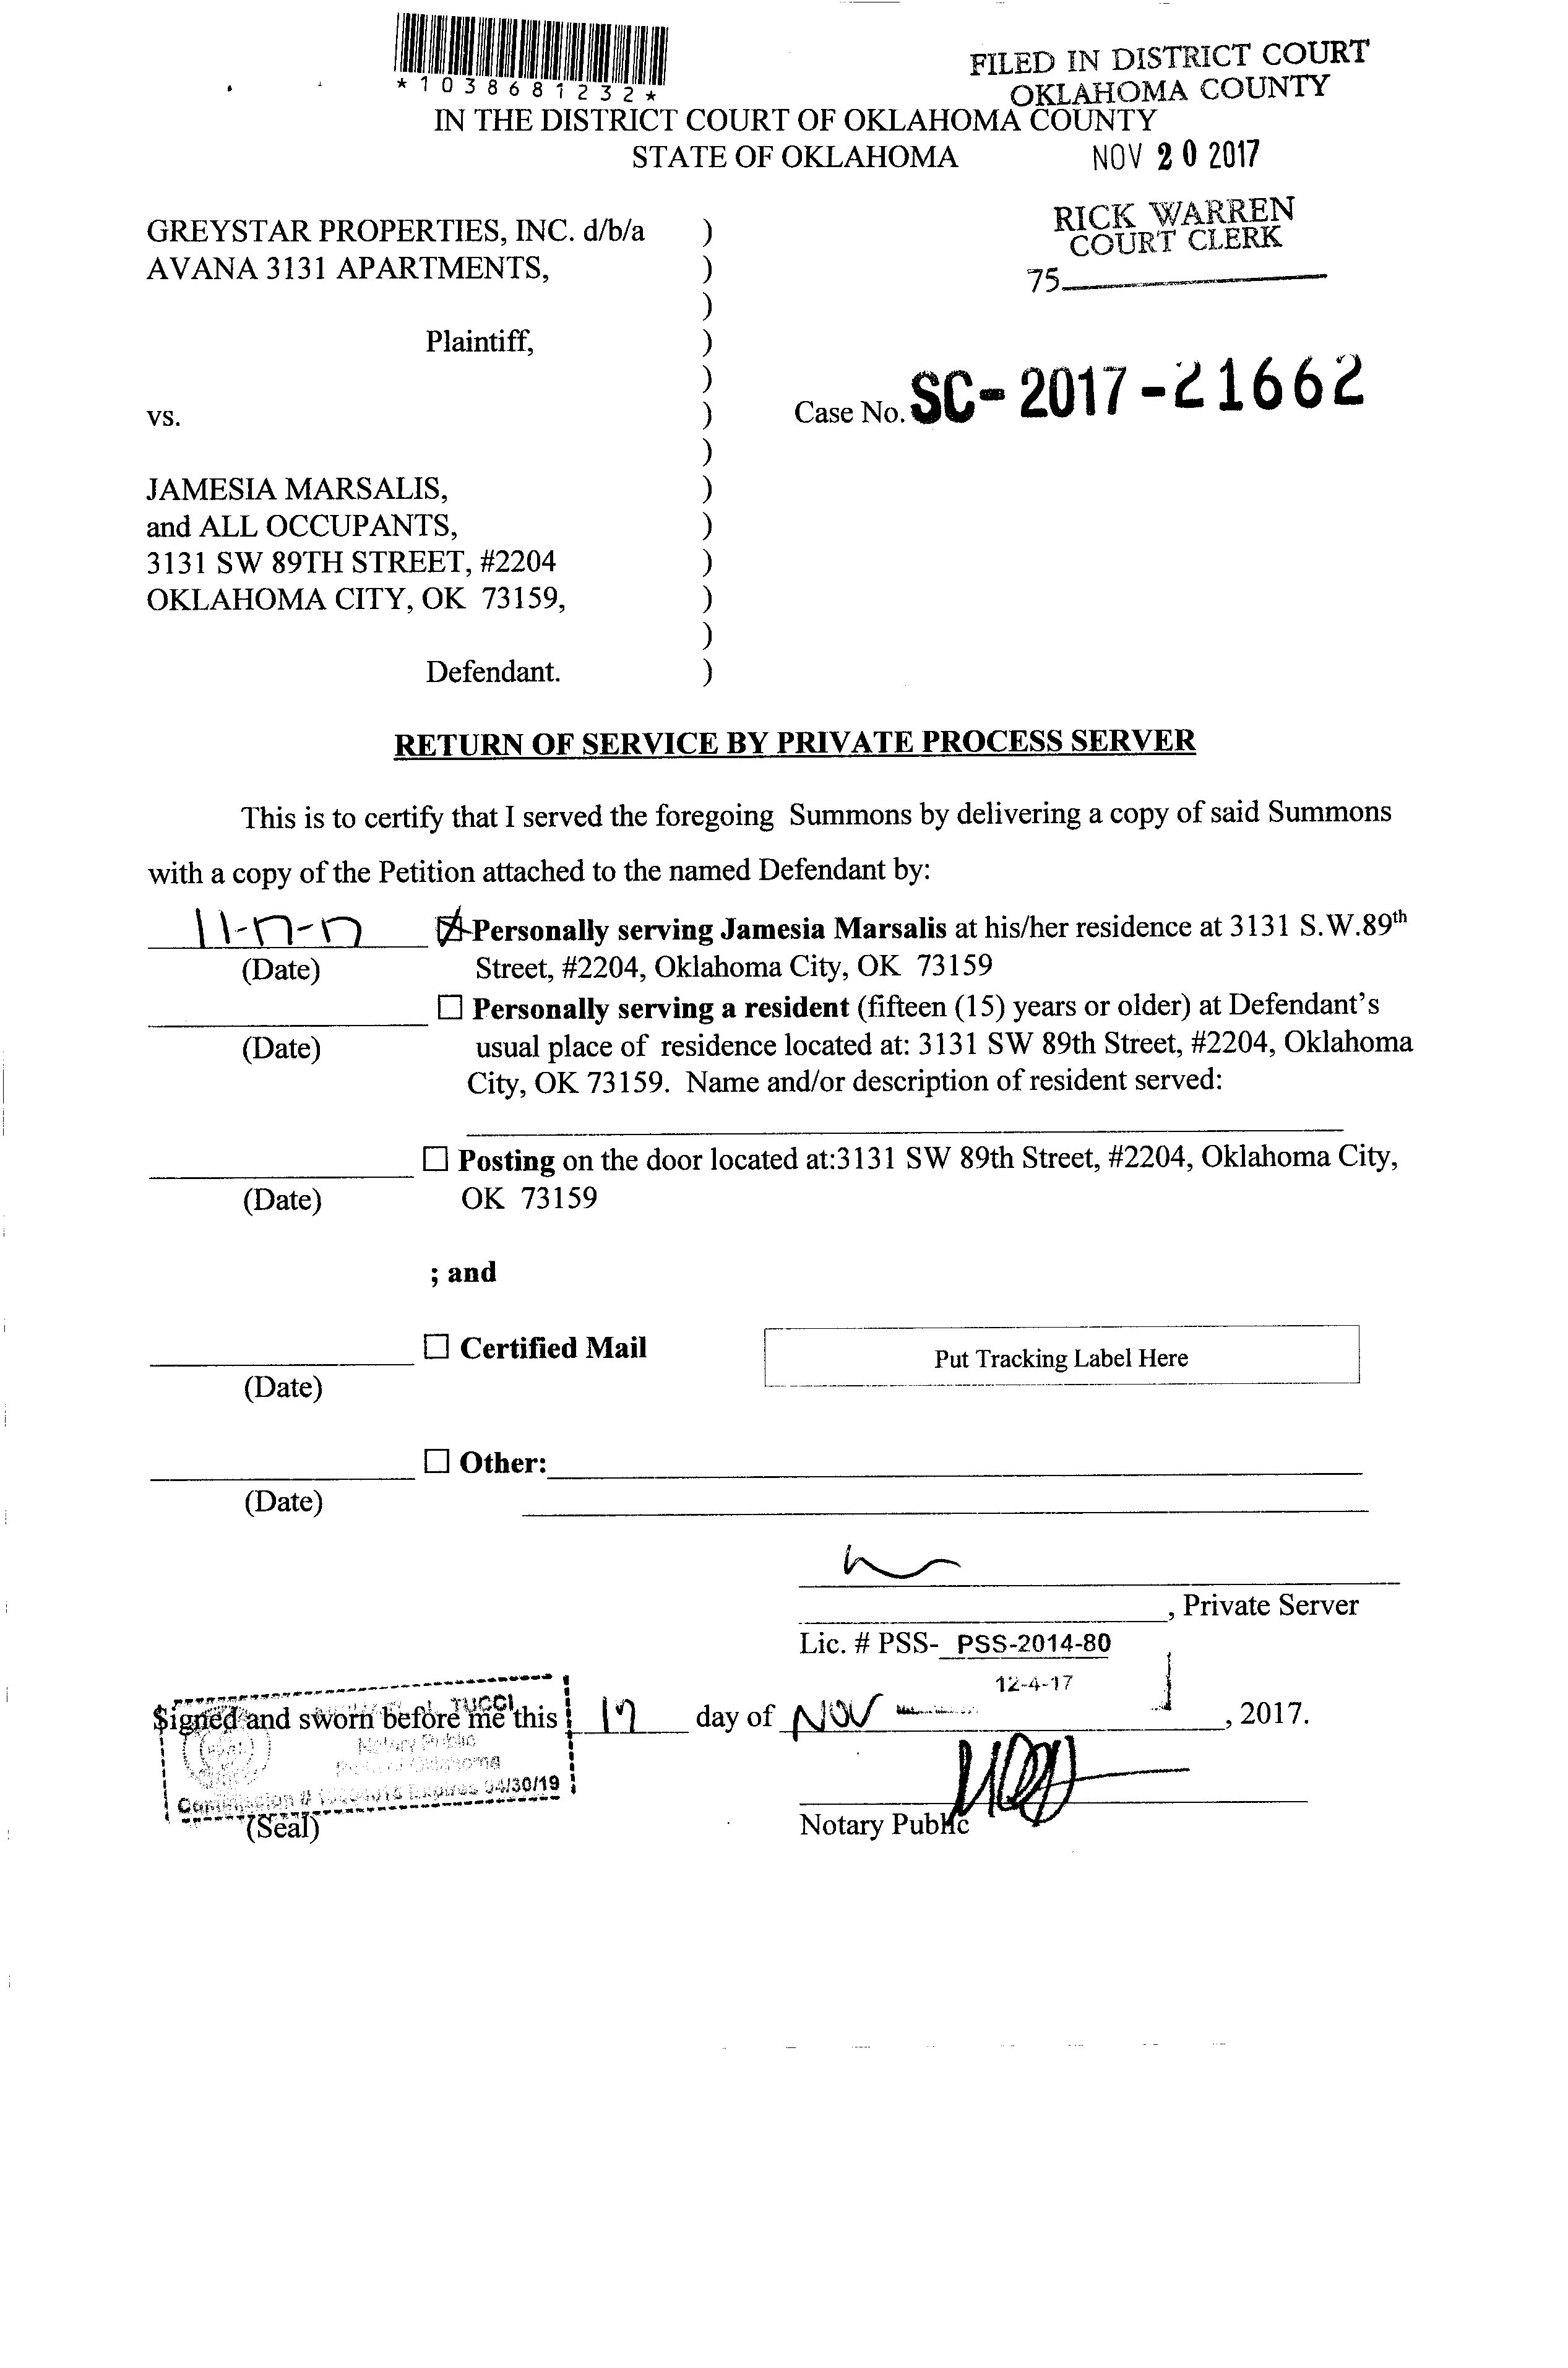 *1038681232*
FILED IN DISTRICT COURT
OKLAHOMA COUNTY
IN THE DISTRICT COURT OF OKLAHOMA COUNTY
STATE OF OKLAHOMA
NOV 20 2017
RICK WARREN
COURT CLERK
75
GREYSTAR PROPERTIES, INC. d/b/a )
AVANA 3131 APARTMENTS, )
)
Plaintiff, )
)
vs. ) Case No. SC-2017-21662
)
JAMESIA MARSALIS, )
and ALL OCCUPANTS, )
3131 SW 89TH STREET, #2204 )
OKLAHOMA CITY, OK 73159, )
)
Defendant. )
RETURN OF SERVICE BY PRIVATE PROCESS SERVER
This is to certify that I served the foregoing Summons by delivering a copy of said Summons
with a copy of the Petition attached to the named Defendant by:
11-17-17 ☒ Personally serving Jamesia Marsalis at his/her residence at 3131 S.W.89th
(Date) Street, #2204, Oklahoma City, OK 73159
☐ Personally serving a resident (fifteen (15) years or older) at Defendant's
(Date) usual place of residence located at: 3131 SW 89th Street, #2204, Oklahoma
City, OK 73159. Name and/or description of resident served:
☐ Posting on the door located at:3131 SW 89th Street, #2204, Oklahoma City,
(Date) OK 73159
; and
☐ Certified Mail Put Tracking Label Here
(Date)
☐ Other:
(Date)
, Private Server
Lic. # PSS- PSS-2014-80
12-4-17
TUCCI
Signed and sworn before me this 17 day of NOV, 2017.
Notary Public
State of Oklahoma
Commission # Expires 04/30/19
(Seal)
Notary Public